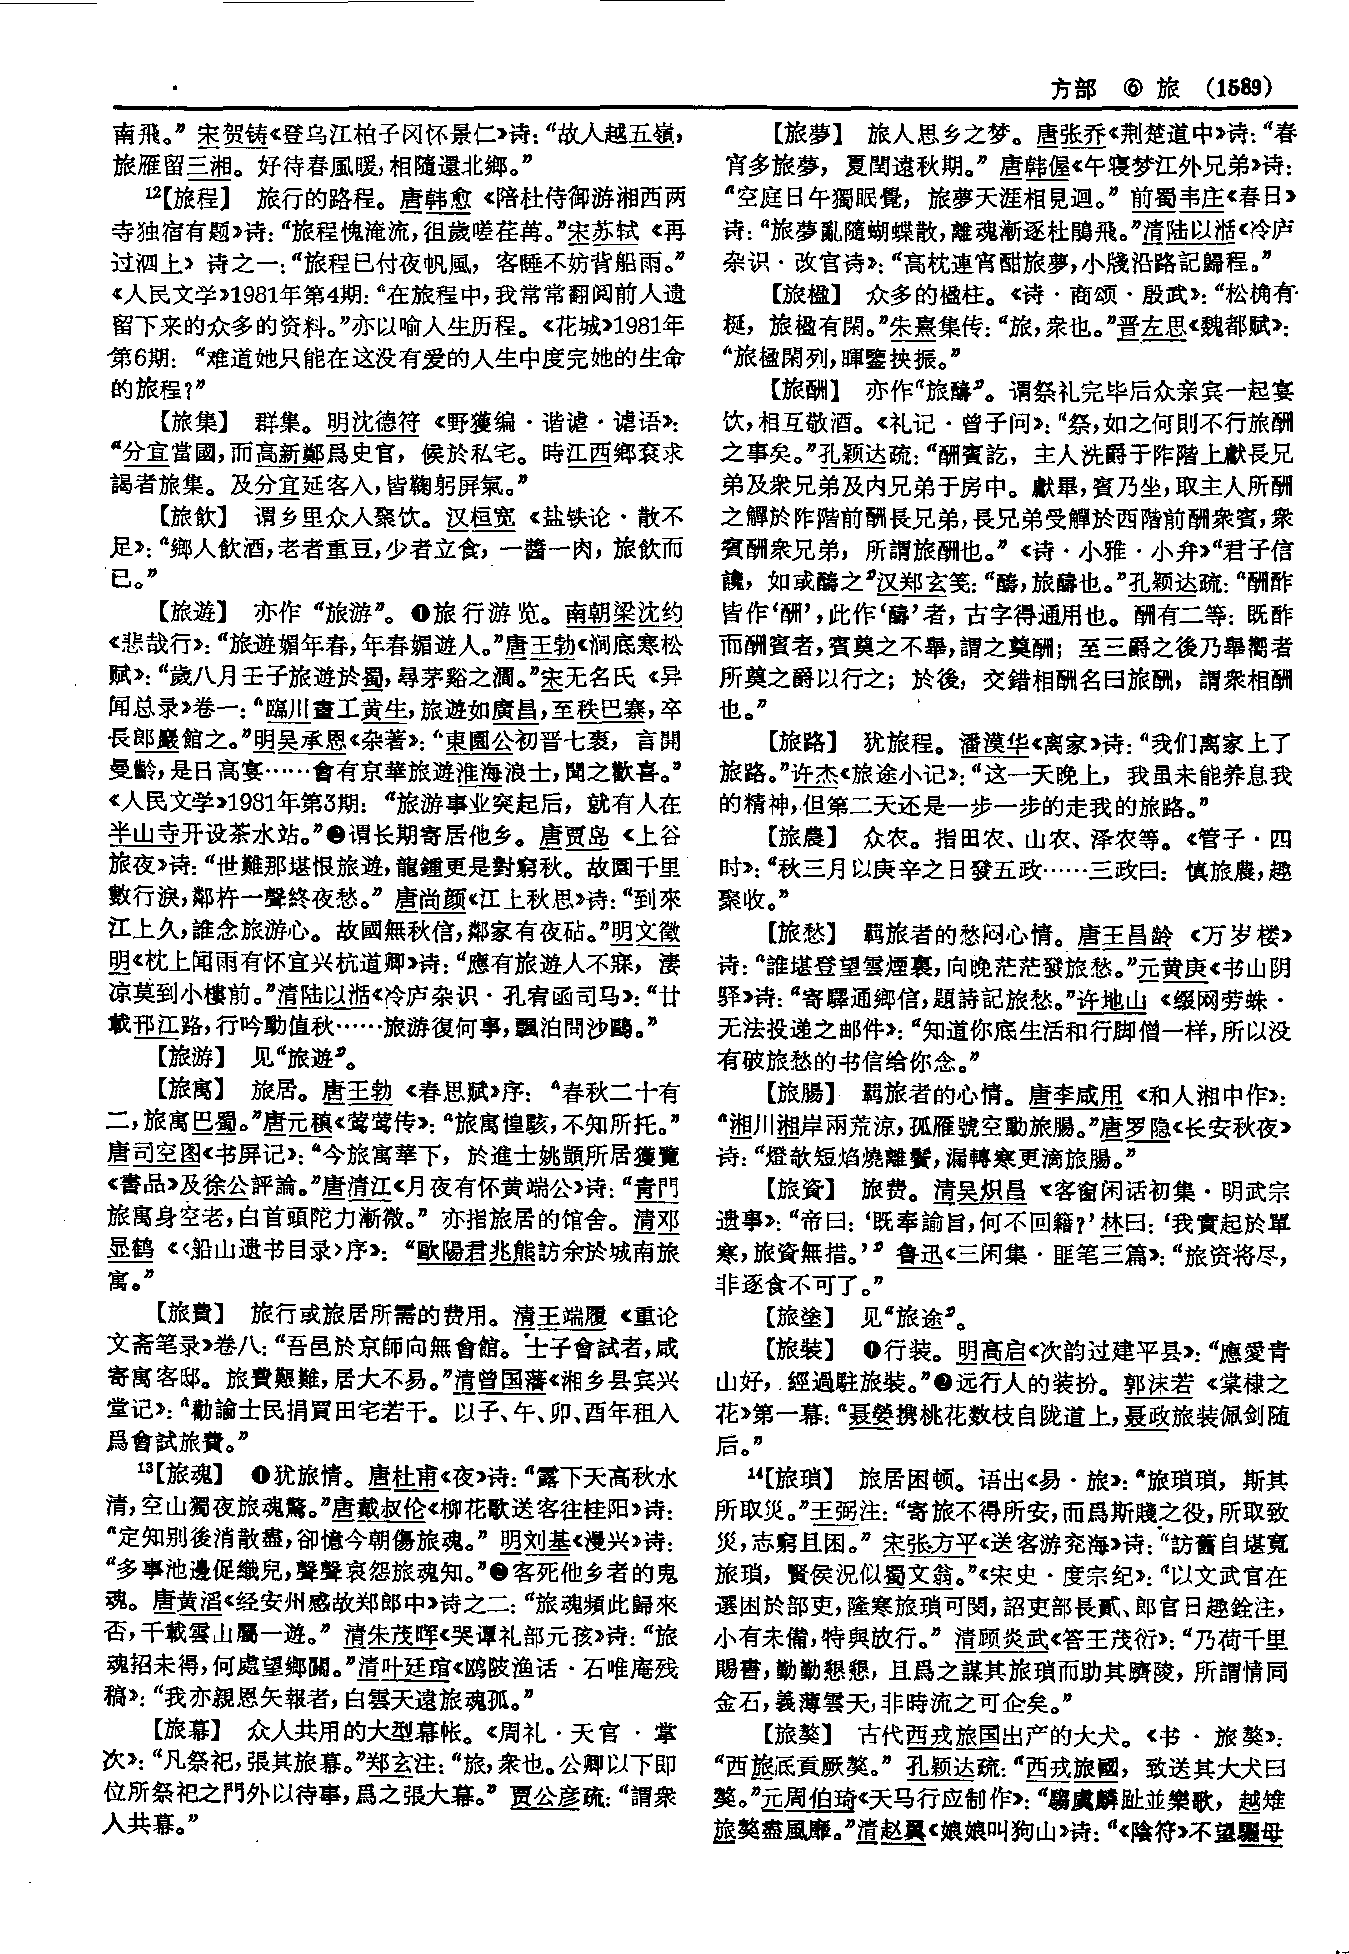 方部 ⑥ 旅 (1589)
南飛。”宋贺铸《登乌江柏子冈怀景仁》诗：“故人越五嶺，
旅雁留三湘。好待春風暖，相隨還北鄉。”
12【旅程】 旅行的路程。唐韩愈《陪杜侍御游湘西两
寺独宿有题》诗：“旅程愧淹流，徂歲嗟荏苒。”宋苏轼《再
过泗上》诗之一：“旅程已付夜帆風，客睡不妨背船雨。”
《人民文学》1981年第4期：“在旅程中，我常常翻阅前人遗
留下来的众多的资料。”亦以喻人生历程。《花城》1981年
第6期：“难道她只能在这没有爱的人生中度完她的生命
的旅程？”
【旅集】 群集。明沈德符《野獲编·谐谑·谑语》：
“分宜當國，而高新鄭爲史官，候於私宅。時江西鄉衮求
謁者旅集。及分宜延客入，皆鞠躬屏氣。”
【旅飲】 谓乡里众人聚饮。汉桓宽《盐铁论·散不
足》：“鄉人飲酒，老者重豆，少者立食，一醬一肉，旅飲而
已。”
【旅遊】 亦作“旅游”。❶旅行游览。南朝梁沈约
《悲哉行》：“旅遊媚年春，年春媚遊人。”唐王勃《涧底寒松
赋》：“歲八月壬子旅遊於蜀，尋茅谿之澗。”宋无名氏《异
闻总录》卷一：“臨川畫工黄生，旅遊如廣昌，至秩巴寨，卒
長郎巖館之。”明吴承恩《杂著》：“東園公初晋七袠，言開
曼齡，是日高宴……會有京華旅遊淮海浪士，聞之歡喜。”
《人民文学》1981年第3期：“旅游事业突起后，就有人在
半山寺开设茶水站。”❷谓长期寄居他乡。唐贾岛《上谷
旅夜》诗：“世難那堪恨旅遊，龍鍾更是對窮秋。故園千里
數行淚，鄰杵一聲終夜愁。”唐尚颜《江上秋思》诗：“到來
江上久，誰念旅游心。故國無秋信，鄰家有夜砧。”明文徵
明《枕上闻雨有怀宜兴杭道卿》诗：“應有旅遊人不寐，淒
凉莫到小樓前。”清陆以湉《冷庐杂识·孔宥函司马》：“廿
載邗江路，行吟動值秋……旅游復何事，飄泊問沙鷗。”
【旅游】 见“旅遊”。
【旅寓】 旅居。唐王勃《春思赋》序：“春秋二十有
二，旅寓巴蜀。”唐元稹《莺莺传》：“旅寓惶駭，不知所托。”
唐司空图《书屏记》：“今旅寓華下，於進士姚顗所居獲覽
《書品》及徐公評論。”唐清江《月夜有怀黄端公》诗：“青門
旅寓身空老，白首頭陀力漸微。”亦指旅居的馆舍。清邓
显鹤《〈船山遗书目录〉序》：“歐陽君兆熊訪余於城南旅
寓。”
【旅費】 旅行或旅居所需的费用。清王端履《重论
文斋笔录》卷八：“吾邑於京師向無會館。士子會試者，咸
寄寓客邸。旅費艱難，居大不易。”清曾国藩《湘乡县宾兴
堂记》：“勸諭士民捐買田宅若干。以子、午、卯、酉年租入
爲會試旅費。”
13【旅魂】 ❶犹旅情。唐杜甫《夜》诗：“露下天高秋水
清，空山獨夜旅魂驚。”唐戴叔伦《柳花歌送客往桂阳》诗：
“定知别後消散盡，卻憶今朝傷旅魂。”明刘基《漫兴》诗：
“多事池邊促織兒，聲聲哀怨旅魂知。”❷客死他乡者的鬼
魂。唐黄滔《经安州感故郑郎中》诗之二：“旅魂頻此歸來
否，千載雲山屬一遊。”清朱茂晖《哭谭礼部元孩》诗：“旅
魂招未得，何處望鄉關。”清叶廷琯《鸥陂渔话·石唯庵残
稿》：“我亦親恩矢報者，白雲天遠旅魂孤。”
【旅幕】 众人共用的大型幕帐。《周礼·天官·掌
次》：“凡祭祀，張其旅幕。”郑玄注：“旅，衆也。公卿以下即
位所祭祀之門外以待事，爲之張大幕。”贾公彦疏：“謂衆
人共幕。”
【旅夢】 旅人思乡之梦。唐张乔《荆楚道中》诗：“春
宵多旅夢，夏閏遠秋期。”唐韩偓《午寝梦江外兄弟》诗：
“空庭日午獨眠覺，旅夢天涯相見迴。”前蜀韦庄《春日》
诗：“旅夢亂隨蝴蝶散，離魂漸逐杜鵑飛。”清陆以湉《冷庐
杂识·改官诗》：“高枕連宵酣旅夢，小牋沿路記歸程。”
【旅楹】 众多的楹柱。《诗·商颂·殷武》：“松桷有
梴，旅楹有閑。”朱熹集传：“旅，衆也。”晋左思《魏都赋》：
“旅楹閑列，暉鑒抰振。”
【旅酬】 亦作“旅醻”。谓祭礼完毕后众亲宾一起宴
饮，相互敬酒。《礼记·曾子问》：“祭，如之何則不行旅酬
之事矣。”孔颖达疏：“酬賓訖，主人洗爵于阼階上獻長兄
弟及衆兄弟及内兄弟于房中。獻畢，賓乃坐，取主人所酬
之觶於阼階前酬長兄弟，長兄弟受觶於西階前酬衆賓，衆
賓酬衆兄弟，所謂旅酬也。”《诗·小雅·小弁》“君子信
讒，如或醻之”汉郑玄笺：“醻，旅醻也。”孔颖达疏：“酬酢
皆作‘酬’，此作‘醻’者，古字得通用也。酬有二等：既酢
而酬賓者，賓奠之不舉，謂之奠酬；至三爵之後乃舉嚮者
所奠之爵以行之；於後，交錯相酬名曰旅酬，謂衆相酬
也。”
【旅路】 犹旅程。潘漠华《离家》诗：“我们离家上了
旅路。”许杰《旅途小记》：“这一天晚上，我虽未能养息我
的精神，但第二天还是一步一步的走我的旅路。”
【旅農】 众农。指田农、山农、泽农等。《管子·四
时》：“秋三月以庚辛之日發五政……三政曰：慎旅農，趣
聚收。”
【旅愁】 羁旅者的愁闷心情。唐王昌龄《万岁楼》
诗：“誰堪登望雲煙裏，向晚茫茫發旅愁。”元黄庚《书山阴
驿》诗：“寄驛通鄉信，題詩記旅愁。”许地山《缀网劳蛛·
无法投递之邮件》：“知道你底生活和行脚僧一样，所以没
有破旅愁的书信给你念。”
【旅腸】 羁旅者的心情。唐李咸用《和人湘中作》：
“湘川湘岸兩荒凉，孤雁號空動旅腸。”唐罗隐《长安秋夜》
诗：“燈欹短焰燒離鬢，漏轉寒更滴旅腸。”
【旅資】 旅费。清吴炽昌《客窗闲话初集·明武宗
遗事》：“帝曰：‘既奉諭旨，何不回籍？’林曰：‘我實起於單
寒，旅資無措。’”鲁迅《三闲集·匪笔三篇》：“旅资将尽，
非逐食不可了。”
【旅塗】 见“旅途”。
【旅裝】 ❶行装。明高启《次韵过建平县》：“應愛青
山好，經過駐旅裝。”❷远行人的装扮。郭沫若《棠棣之
花》第一幕：“聂嫈携桃花数枝自陇道上，聂政旅装佩剑随
后。”
14【旅瑣】 旅居困顿。语出《易·旅》：“旅瑣瑣，斯其
所取災。”王弼注：“寄旅不得所安，而爲斯賤之役，所取致
災，志窮且困。”宋张方平《送客游兖海》诗：“訪舊自堪寬
旅瑣，賢侯況似蜀文翁。”《宋史·度宗纪》：“以文武官在
選困於部吏，隆寒旅瑣可閔，詔吏部長貳、郎官日趣銓注，
小有未備，特與放行。”清顾炎武《答王茂衍》：“乃荷千里
賜書，勤勤懇懇，且爲之謀其旅瑣而助其躋陵，所謂情同
金石，義薄雲天，非時流之可企矣。”
【旅獒】 古代西戎旅国出产的大犬。《书·旅獒》：
“西旅底貢厥獒。”孔颖达疏：“西戎旅國，致送其大犬曰
獒。”元周伯琦《天马行应制作》：“騶虞麟趾並樂歌，越雉
旅獒盡風靡。”清赵翼《娘娘叫狗山》诗：“《陰符》不望驪母